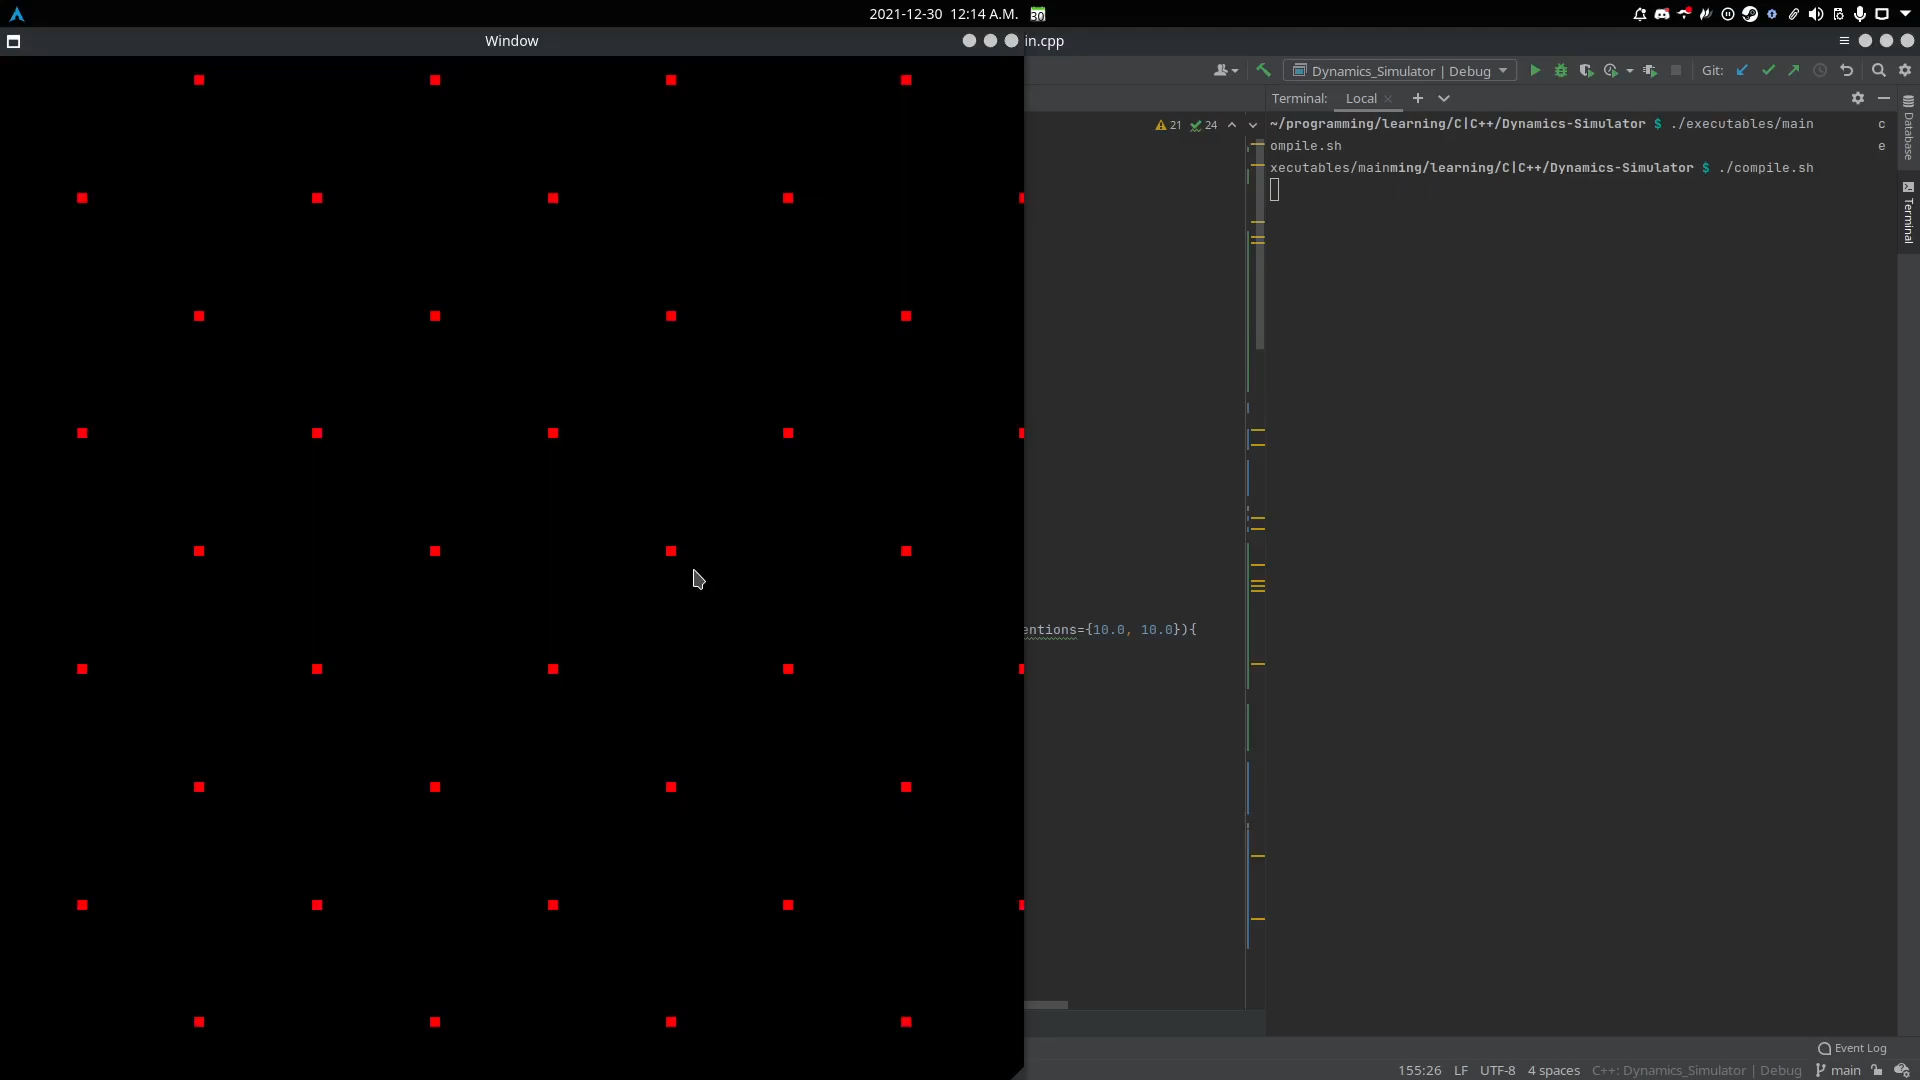 2021-12-30 12:14 A.M. 30
Window
in.cpp
Dynamics_Simulator | Debug
Git:
Terminal: Local
21 24
~/programming/learning/C|C++/Dynamics-Simulator $ ./executables/main c
ompile.sh e
xecutables/mainming/learning/C|C++/Dynamics-Simulator $ ./compile.sh
Database
Terminal
entions={10.0, 10.0}){
Event Log
155:26 LF UTF-8 4 spaces C++: Dynamics_Simulator | Debug main